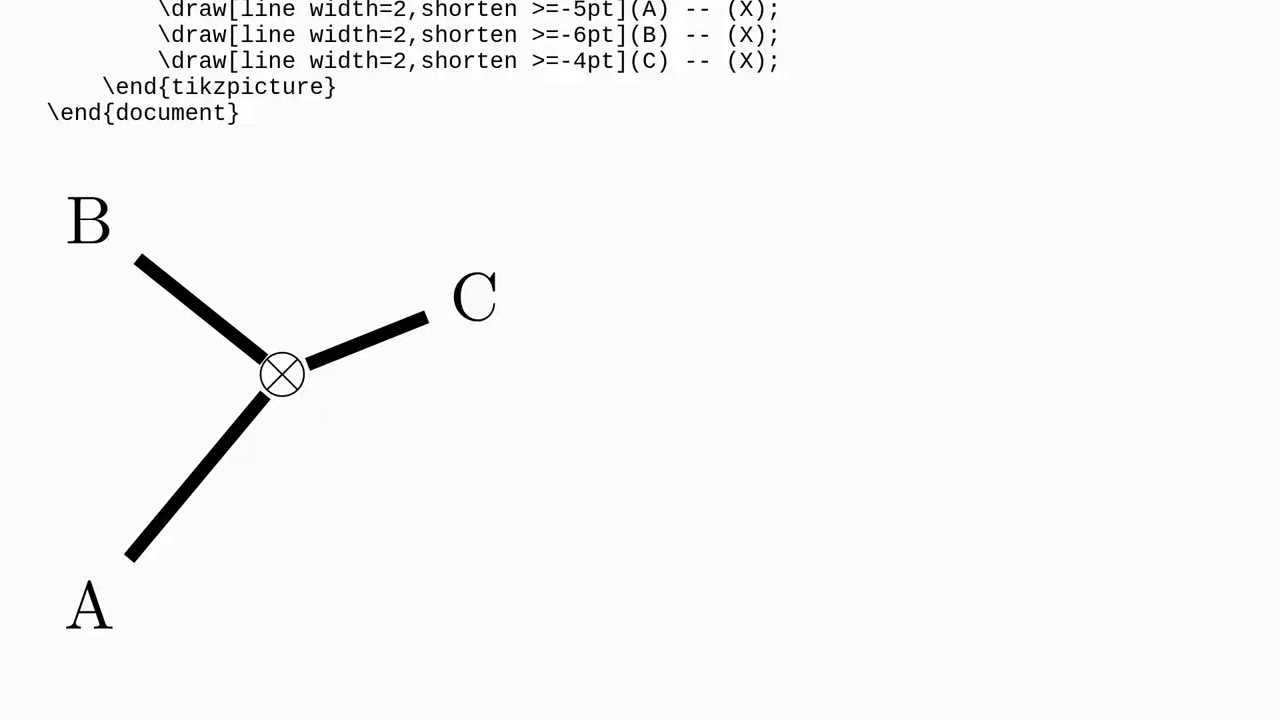 \draw[line width=2,shorten >=-5pt](A) -- (X);
\draw[line width=2,shorten >=-6pt](B) -- (X);
\draw[line width=2,shorten >=-4pt](C) -- (X);
\end{tikzpicture}
\end{document}
B
C
A